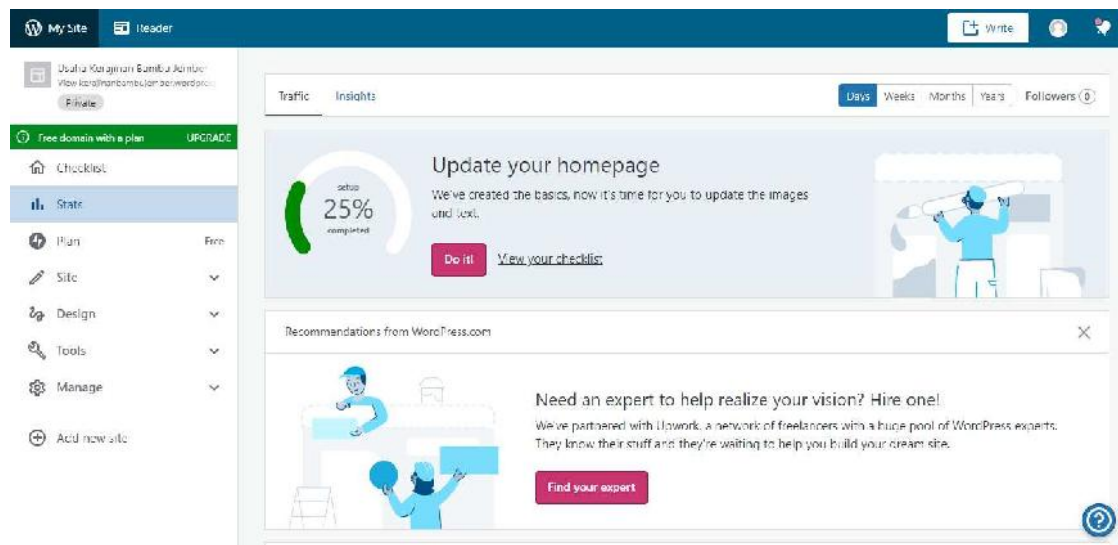 My Site
Reader
Write
Usaha Kerajinan Bambu Jember
View
Private
Free domain with a plan
UPGRADE
Checklist
Stats
Plan
Free
Site
Design
Tools
Manage
Add new site
Traffic
Insights
Days
Weeks
Months
Years
Followers 0
setup
25%
completed
Update your homepage
We've created the basics, now it's time for you to update the images
and text.
Do it!
View your checklist
Recommendations from WordPress.com
Need an expert to help realize your vision? Hire one!
We've partnered with Upwork, a network of freelancers with a huge pool of WordPress experts.
They know their stuff and they're waiting to help you build your dream site.
Find your expert